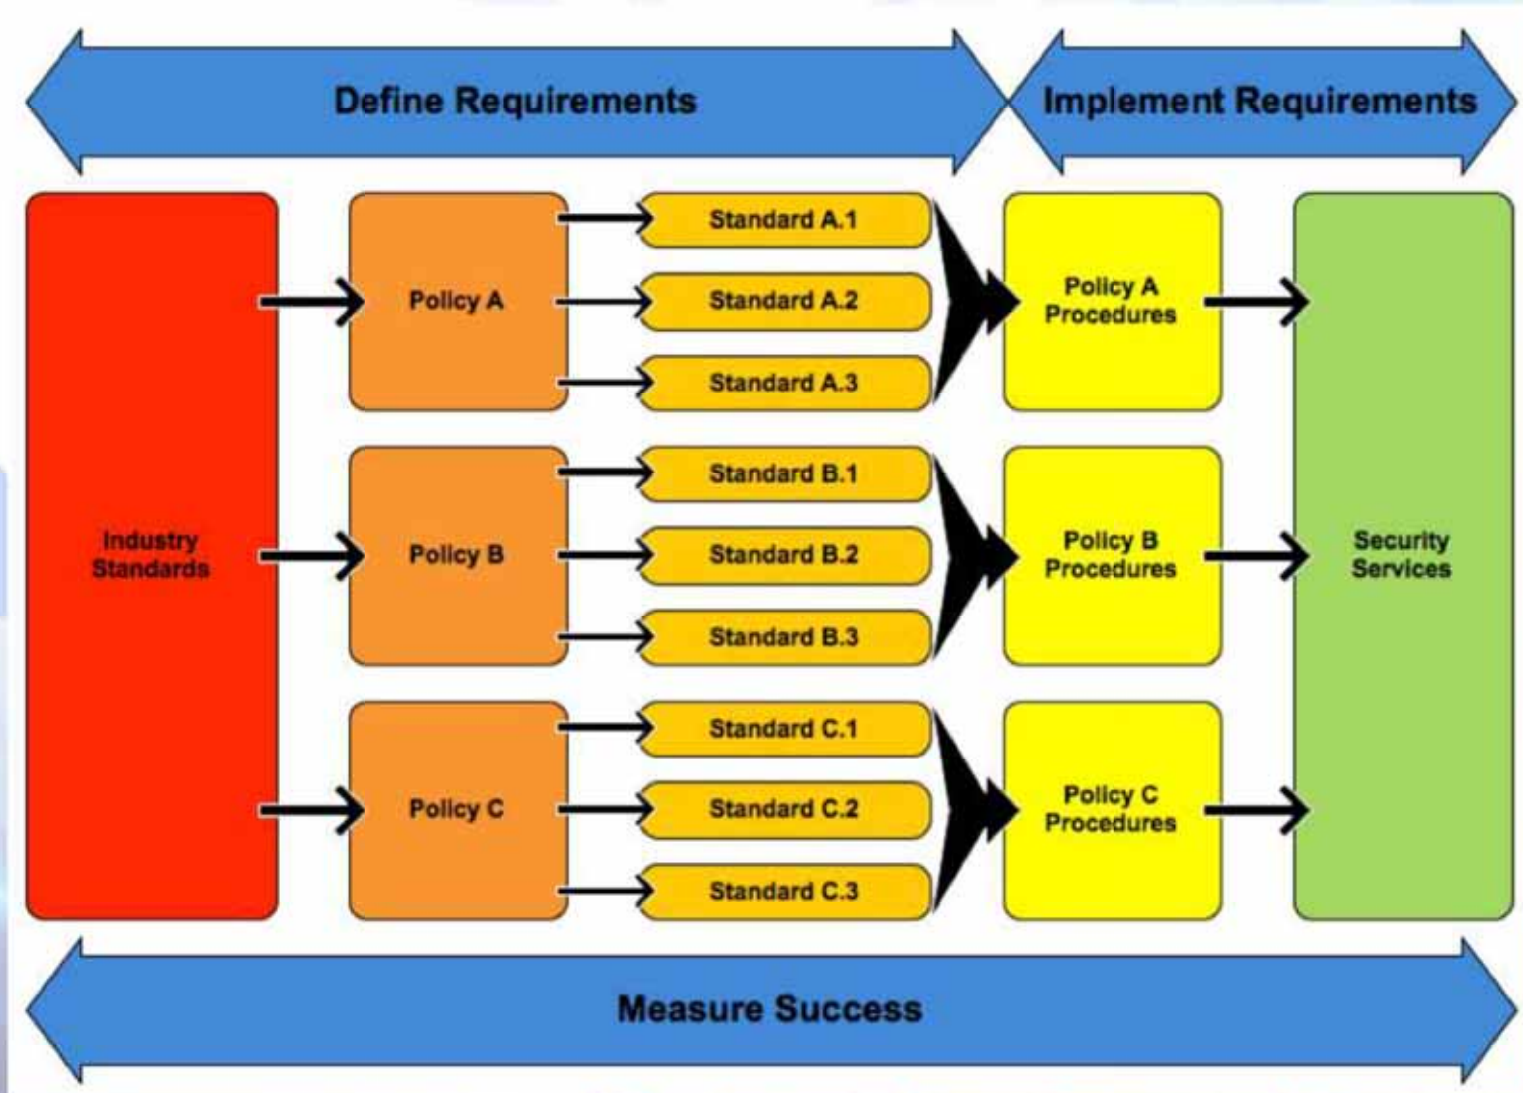 Define Requirements
Implement Requirements
Industry
Standards
Policy A
Standard A.1
Standard A.2
Standard A.3
Policy A
Procedures
Policy B
Standard B.1
Standard B.2
Standard B.3
Policy B
Procedures
Policy C
Standard C.1
Standard C.2
Standard C.3
Policy C
Procedures
Security
Services
Measure Success